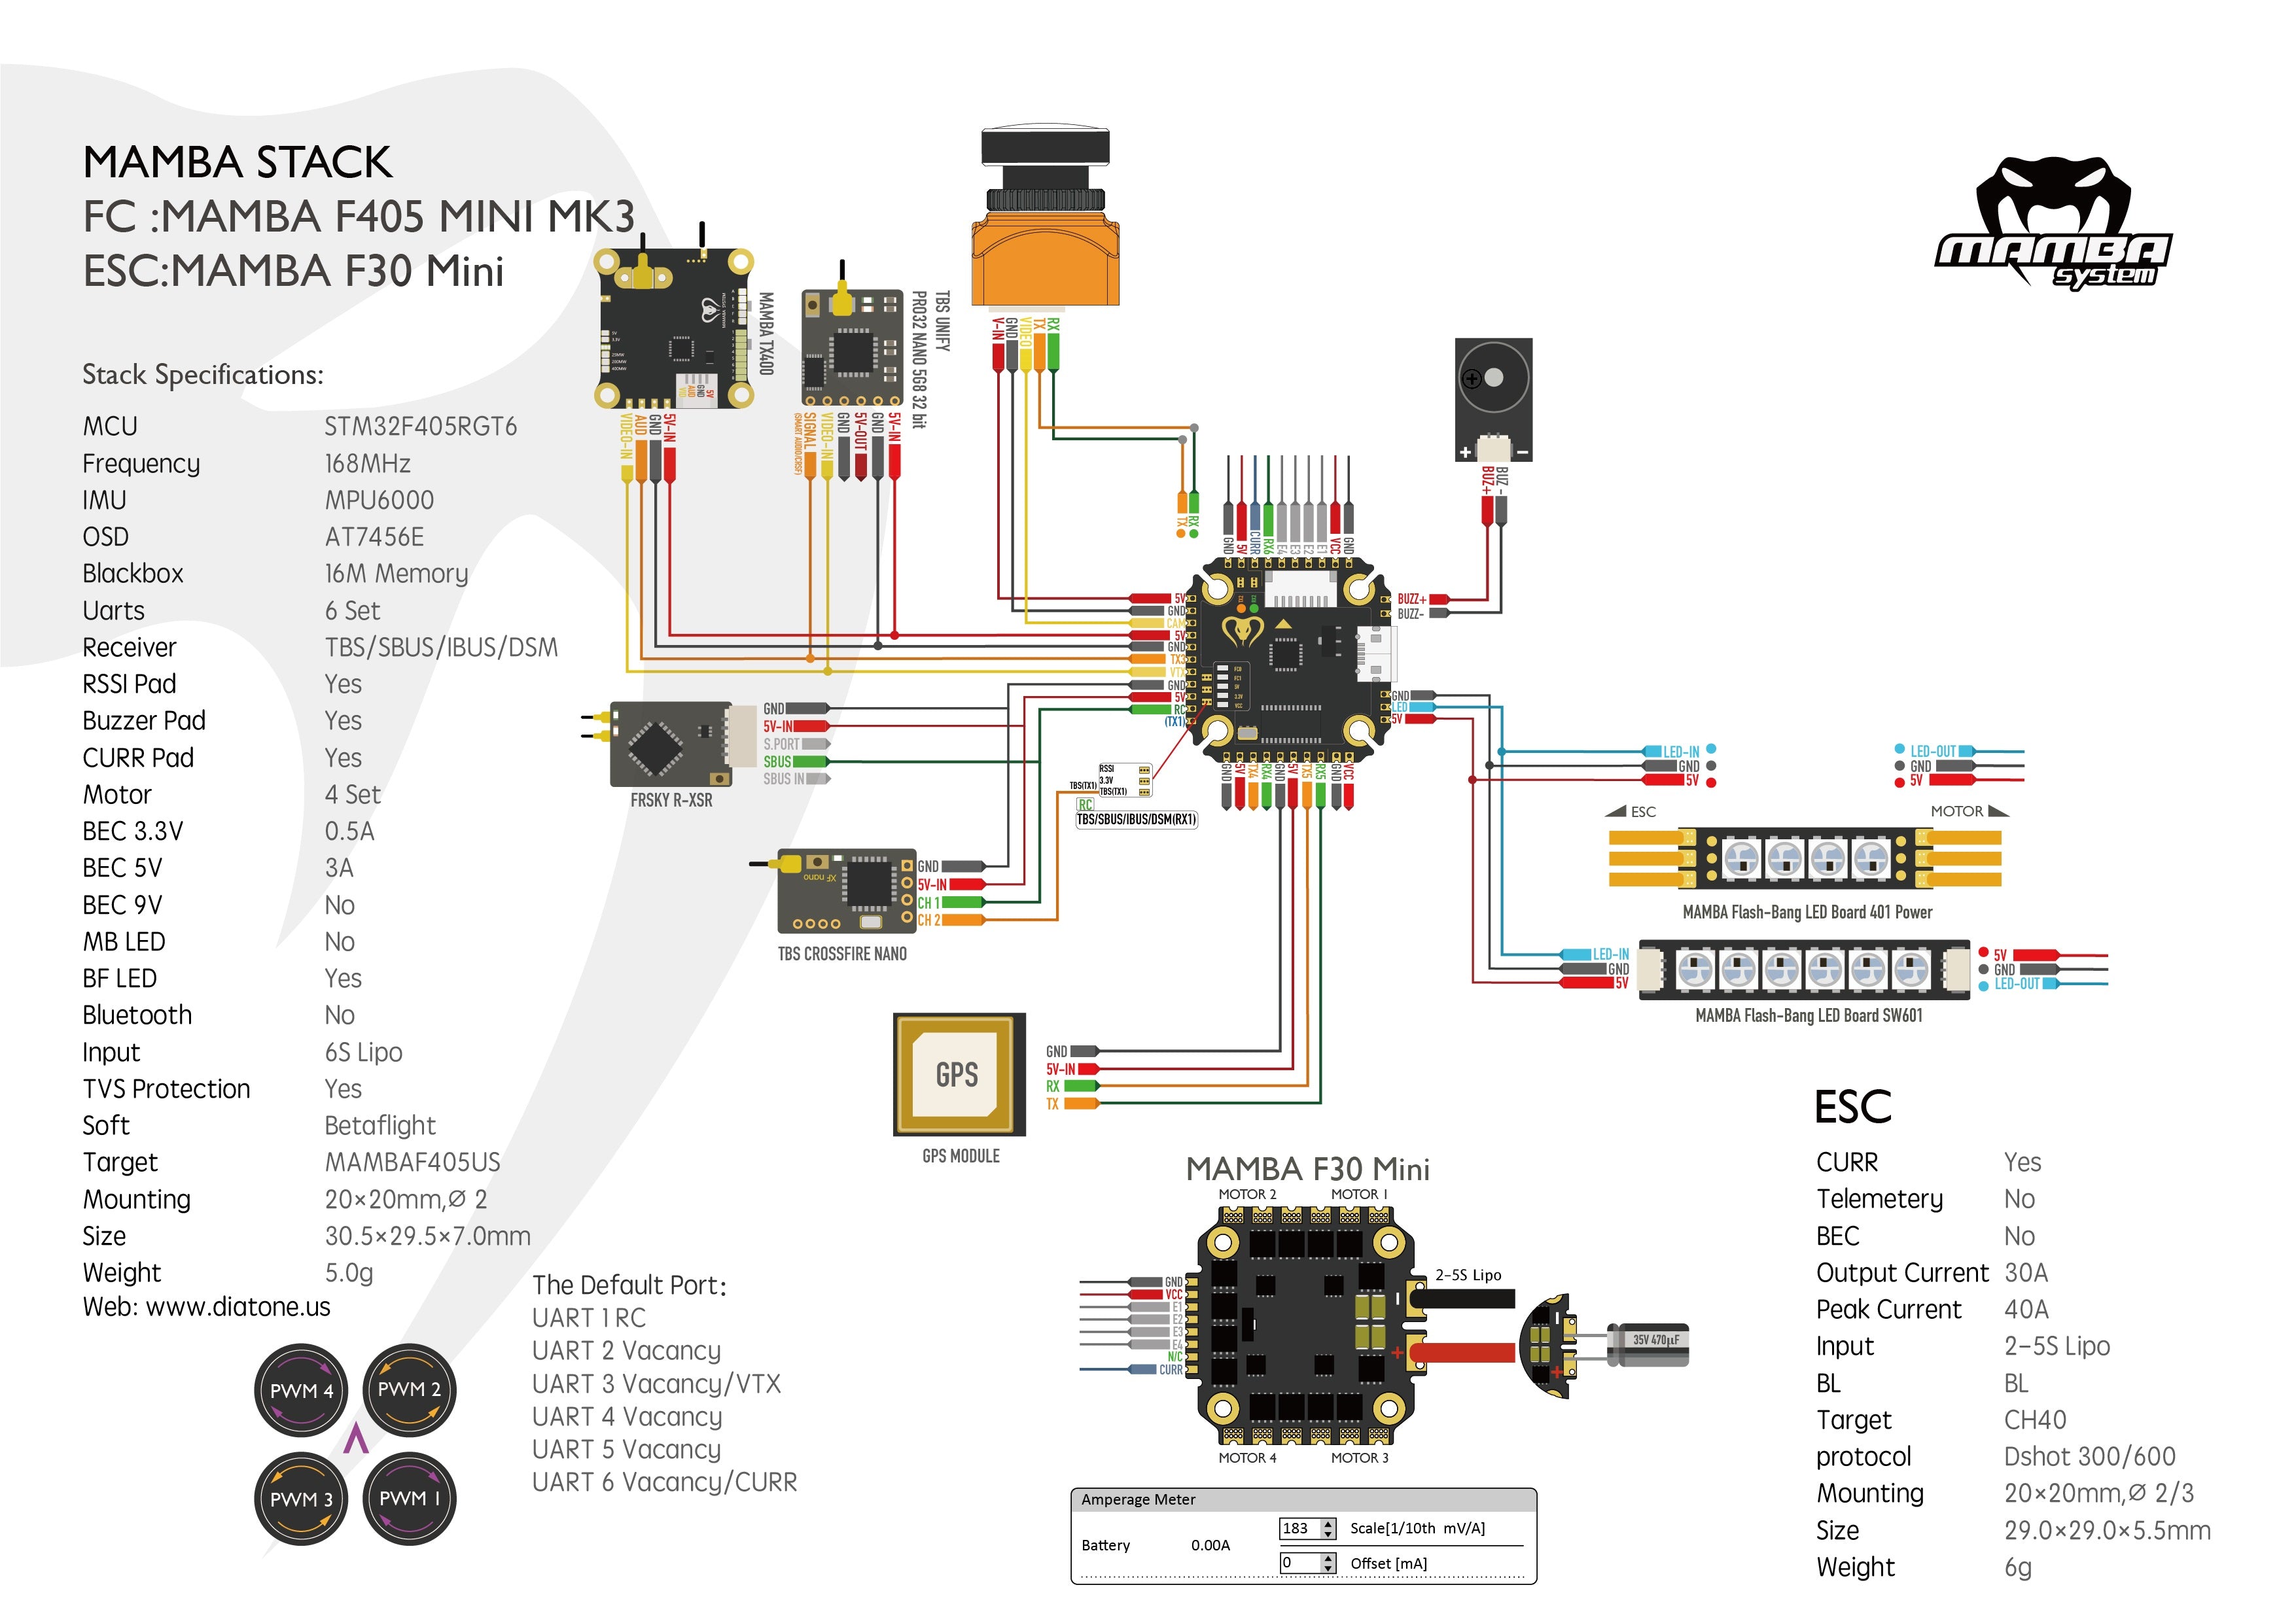 MAMBA STACK
FC :MAMBA F405 MINI MK3
ESC:MAMBA F30 Mini
Stack Specifications:
MCU STM32F405RGT6
Frequency 168MHz
IMU MPU6000
OSD AT7456E
Blackbox 16M Memory
Uarts 6 Set
Receiver TBS/SBUS/IBUS/DSM
RSSI Pad Yes
Buzzer Pad Yes
CURR Pad Yes
Motor 4 Set
BEC 3.3V 0.5A
BEC 5V 3A
BEC 9V No
MB LED No
BF LED Yes
Bluetooth No
Input 6S Lipo
TVS Protection Yes
Soft Betaflight
Target MAMBAF405US
Mounting 20×20mm,Ø 2
Size 30.5×29.5×7.0mm
Weight 5.0g
Web: www.diatone.us
PWM 4
PWM 2
PWM 3
PWM 1
The Default Port:
UART 1 RC
UART 2 Vacancy
UART 3 Vacancy/VTX
UART 4 Vacancy
UART 5 Vacancy
UART 6 Vacancy/CURR
MAMBA TX400
5V
GND
AUD
VIDEO-IN
AUD
GND
5V-IN
TBS UNIFY
PRO32 NANO 5G8 32 bit
SIGNAL
(SMART AUDIO/CRSF)
VIDEO-IN
GND
5V-OUT
GND
5V-IN
V-IN
GND
VIDEO
TX
RX
TX
RX
GND
5V
CURR
RX6
E4
E3
E2
E1
VCC
GND
5V
GND
CAM
5V
GND
TX3
VTX
GND
5V
RC
(TX1)
FC0
FC1
5V
3.3V
VCC
BUZZ+
BUZZ-
GND
LED
5V
GND
5V
TX4
RX4
GND
5V
TX5
RX5
GND
VCC
+ −
BUZ+
BUZ -
MAMBA
system
GND
5V-IN
S.PORT
SBUS
SBUS IN
FRSKY R-XSR
RSSI
3.3V
TBS(TX1)
TBS(TX1)
RC
TBS/SBUS/IBUS/DSM(RX1)
XF nano
GND
5V-IN
CH 1
CH 2
TBS CROSSFIRE NANO
GPS
GND
5V-IN
RX
TX
GPS MODULE
LED-IN
GND
5V
LED-OUT
GND
5V
ESC
MOTOR
MAMBA Flash-Bang LED Board 401 Power
LED-IN
GND
5V
5V
GND
LED-OUT
MAMBA Flash-Bang LED Board SW601
MAMBA F30 Mini
MOTOR 2
MOTOR 1
GND
VCC
E1
E2
E3
E4
N/C
CURR
2-5S Lipo
−
+
−
+
35V 470μF
MOTOR 4
MOTOR 3
Amperage Meter
Battery 0.00A
183 Scale[1/10th mV/A]
0 Offset [mA]
ESC
CURR Yes
Telemetery No
BEC No
Output Current 30A
Peak Current 40A
Input 2-5S Lipo
BL BL
Target CH40
protocol Dshot 300/600
Mounting 20×20mm,Ø 2/3
Size 29.0×29.0×5.5mm
Weight 6g